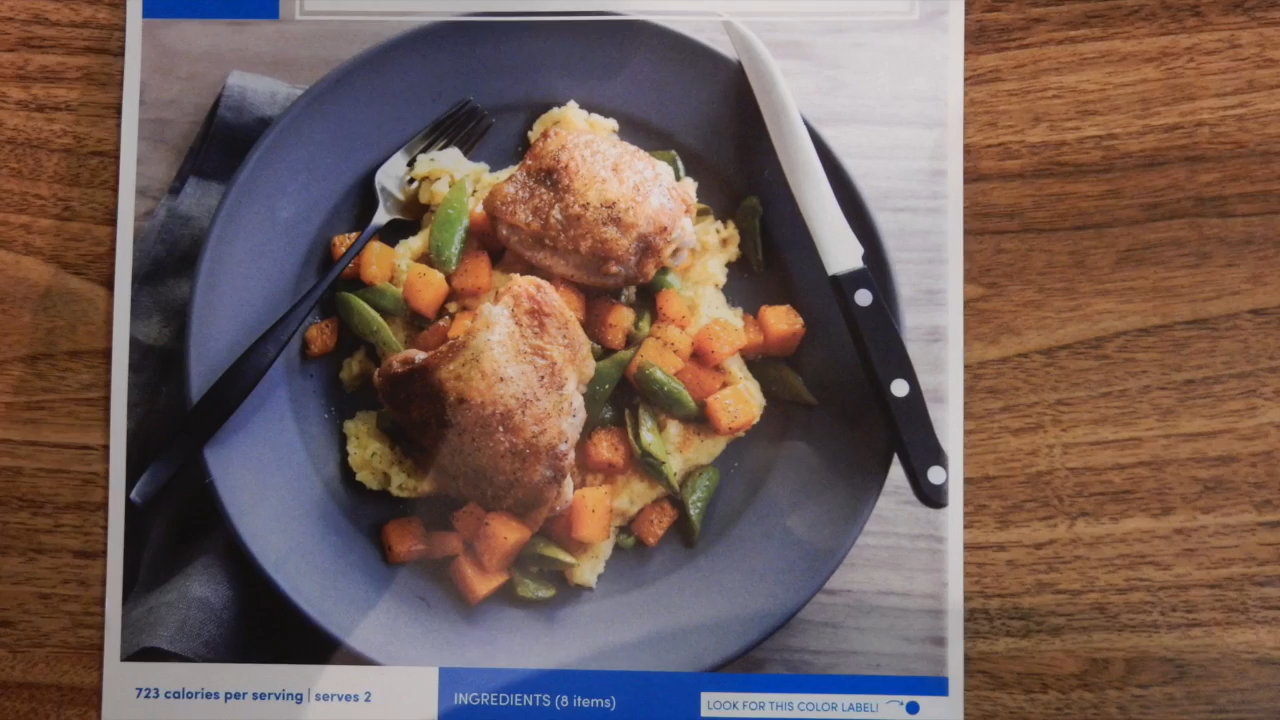 723 calories per serving | serves 2
INGREDIENTS (8 items)
LOOK FOR THIS COLOR LABEL!